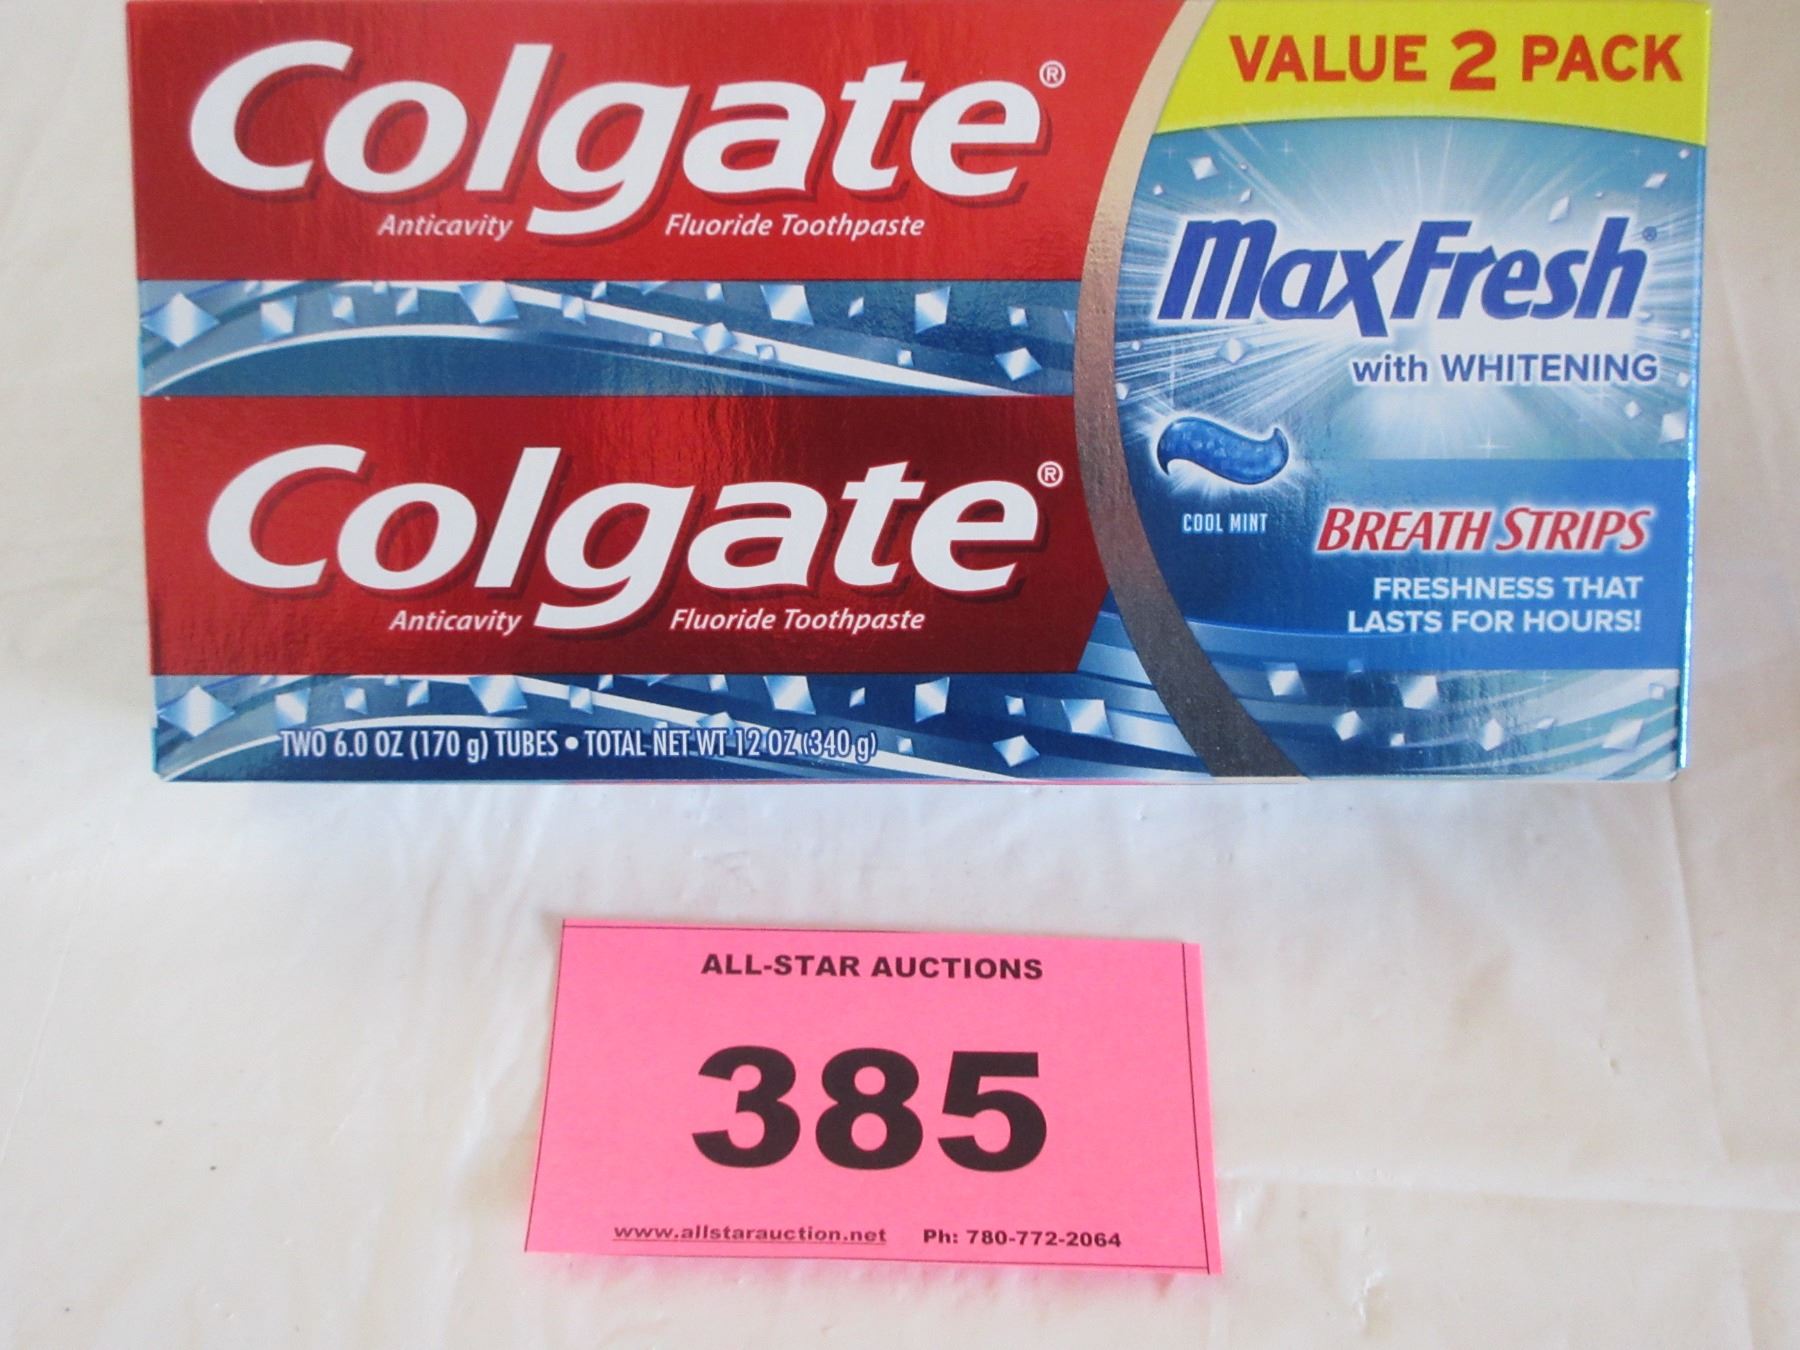 Colgate®
Anticavity Fluoride Toothpaste
VALUE 2 PACK
MaxFresh®
with WHITENING
COOL MINT
BREATH STRIPS
FRESHNESS THAT
LASTS FOR HOURS!
Colgate®
Anticavity Fluoride Toothpaste
TWO 6.0 OZ (170 g) TUBES • TOTAL NET WT 12 OZ (340 g)
ALL-STAR AUCTIONS
385
www.allstarauction.net Ph: 780-772-2064